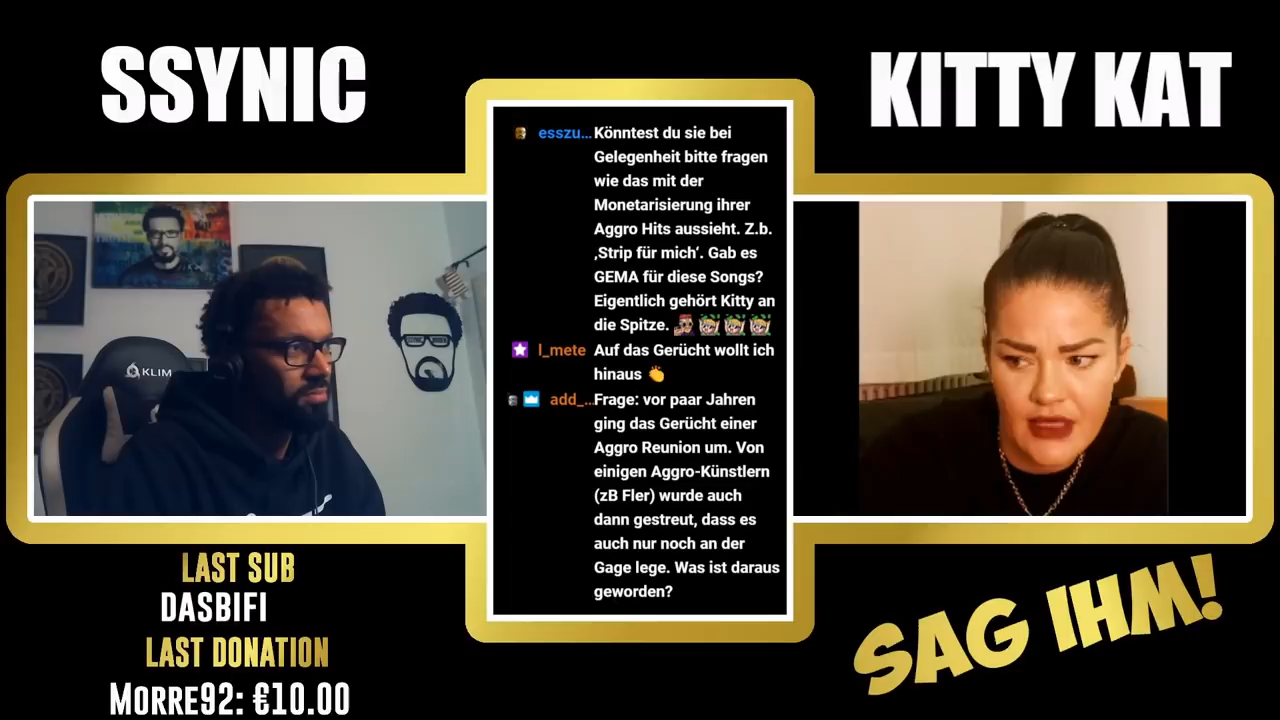 SSYNIC
KITTY KAT
eszu... Könntest du sie bei
Gelegenheit bitte fragen
wie das mit der
Monetarisierung ihrer
Aggro Hits aussieht. Z.b.
‚Strip für mich‘. Gab es
GEMA für diese Songs?
Eigentlich gehört Kitty an
die Spitze.
l_mete Auf das Gerücht wollt ich
hinaus
add_... Frage: vor paar Jahren
ging das Gerücht einer
Aggro Reunion um. Von
einigen Aggro-Künstlern
(zB Fler) wurde auch
dann gestreut, dass es
auch nur noch an der
Gage lege. Was ist daraus
geworden?
KLIM
LAST SUB
DASBIFI
LAST DONATION
MORRE92: €10.00
SAG IHM!